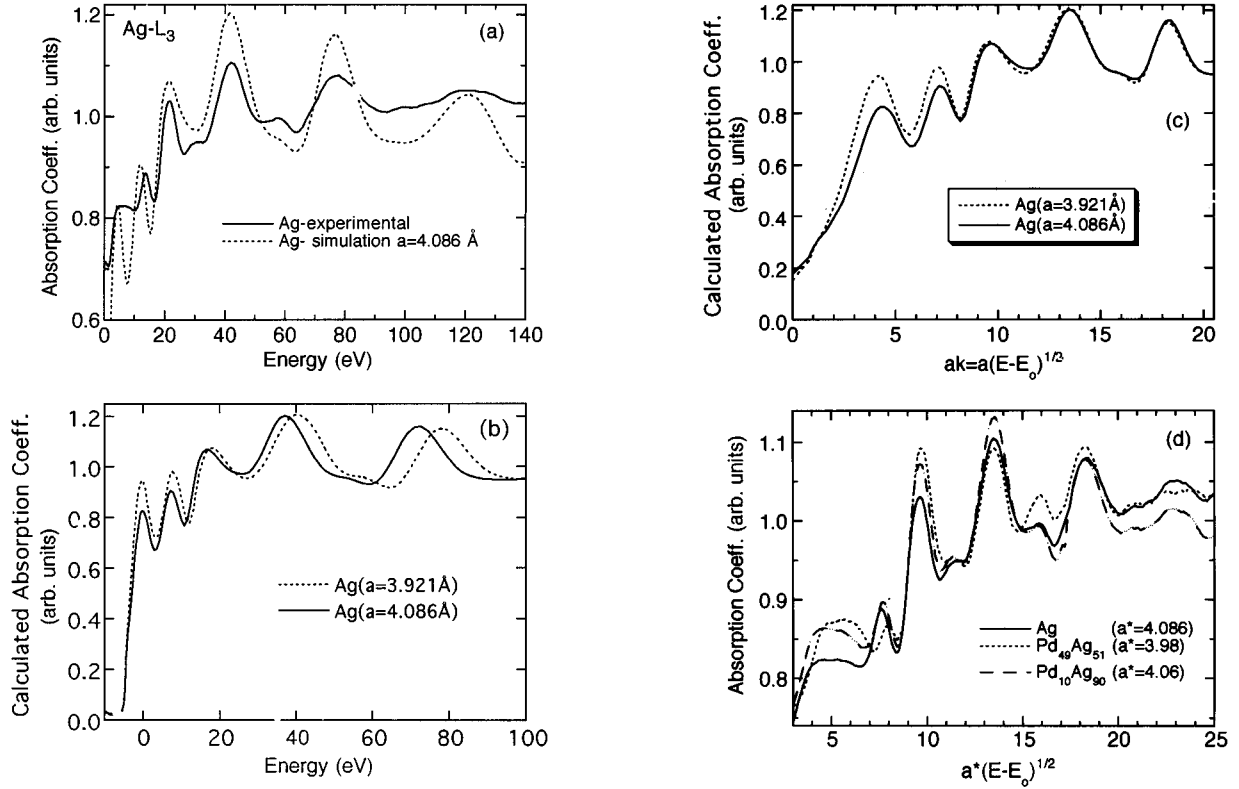 Ag-L3
(a)
Absorption Coeff. (arb. units)
1.2
1.0
0.8
0.6
Ag-experimental
Ag- simulation a=4.086 Å
0 20 40 60 80 100 120 140
Energy (eV)
(b)
Calculated Absorption Coeff.
(arb. units)
1.2
1.0
0.8
0.6
0.4
0.2
0.0
Ag(a=3.921Å)
Ag(a=4.086Å)
0 20 40 60 80 100
Energy (eV)
(c)
Calculated Absorption Coeff.
(arb. units)
1.2
1.0
0.8
0.6
0.4
0.2
0.0
Ag(a=3.921Å)
Ag(a=4.086Å)
0 5 10 15 20
ak=a(E-Eo)1/3
(d)
Absorption Coeff. (arb. units)
1.1
1.0
0.9
0.8
Ag (a*=4.086)
Pd49Ag51 (a*=3.98)
Pd10Ag90 (a*=4.06)
5 10 15 20 25
a*(E-Eo)1/2